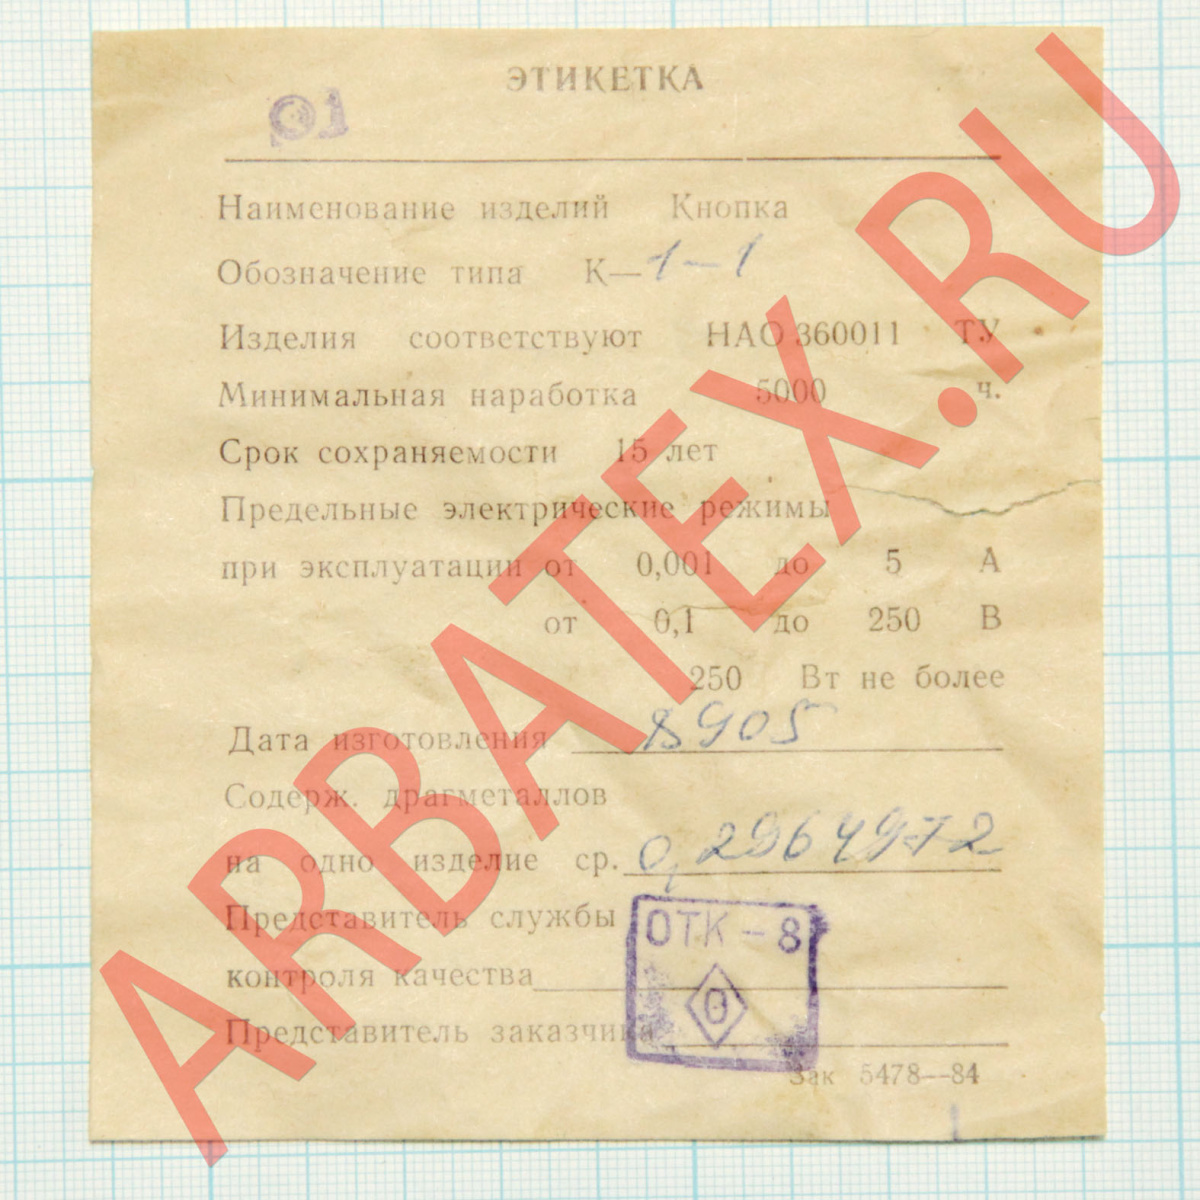 ЭТИКЕТКА
01
Наименование изделий Кнопка
Обозначение типа К—1-1
Изделия соответствуют НАО 360011 ТУ
Минимальная наработка 5000 ч.
Срок сохраняемости 15 лет
Предельные электрические режимы
при эксплуатации от 0,001 до 5 А
от 0,1 до 250 В
250 Вт не более
Дата изготовления 8905
Содерж. драгметаллов
на одно изделие ср. 0,2964972
Представитель службы
контроля качества
ОТК-8
0
Представитель заказчика
Зак 5478--84
ARBATEX.RU